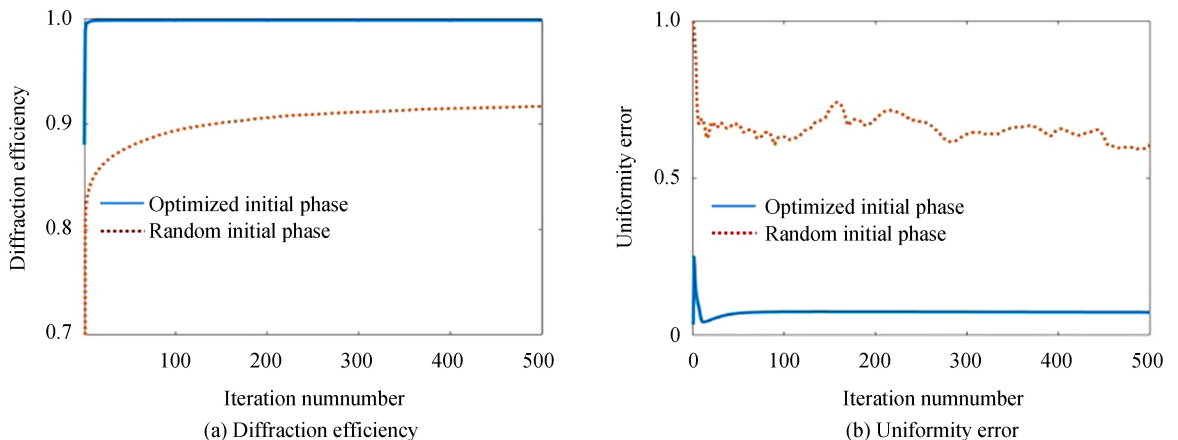 1.0
0.9
0.8
0.7
Diffraction efficiency
Optimized initial phase
Random initial phase
100 200 300 400 500
Iteration numnumber
(a) Diffraction efficiency
1.0
0.5
0
Uniformity error
Optimized initial phase
Random initial phase
0 100 200 300 400 500
Iteration numnumber
(b) Uniformity error